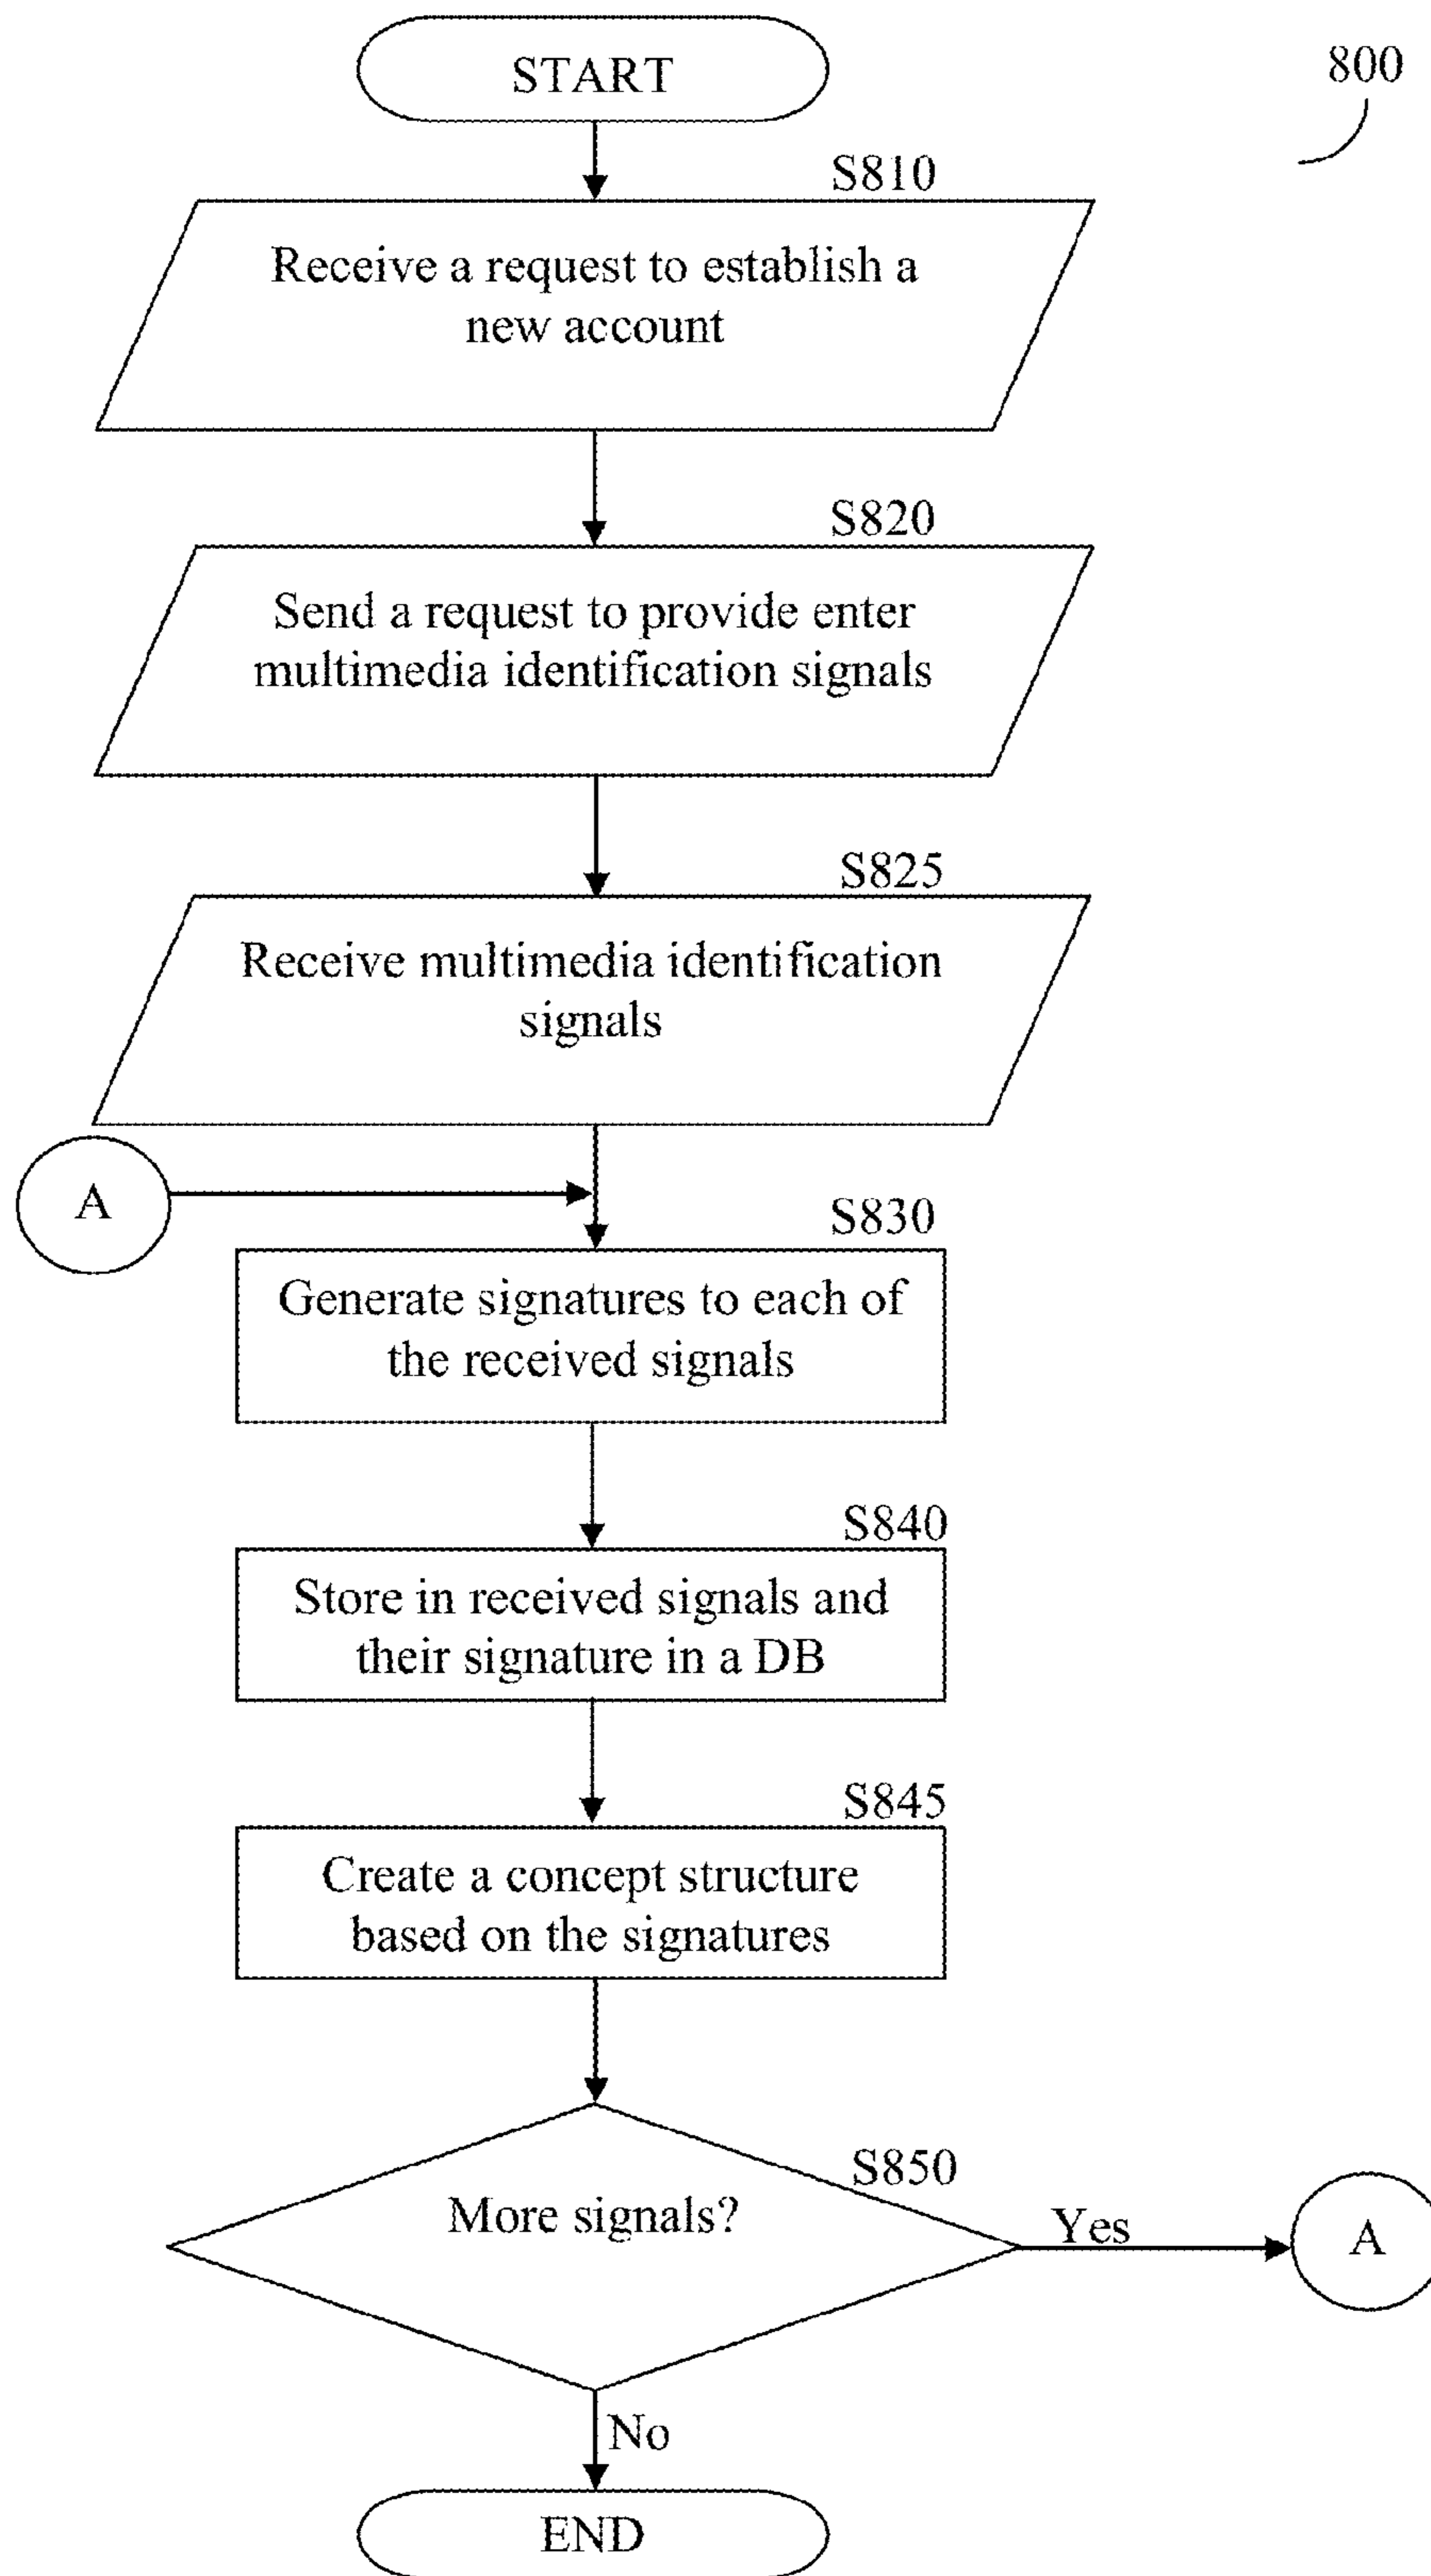 START
800
S810
Receive a request to establish a
new account
S820
Send a request to provide enter
multimedia identification signals
S825
Receive multimedia identification
signals
A
S830
Generate signatures to each of
the received signals
S840
Store in received signals and
their signature in a DB
S845
Create a concept structure
based on the signatures
S850
More signals?
Yes
A
No
END